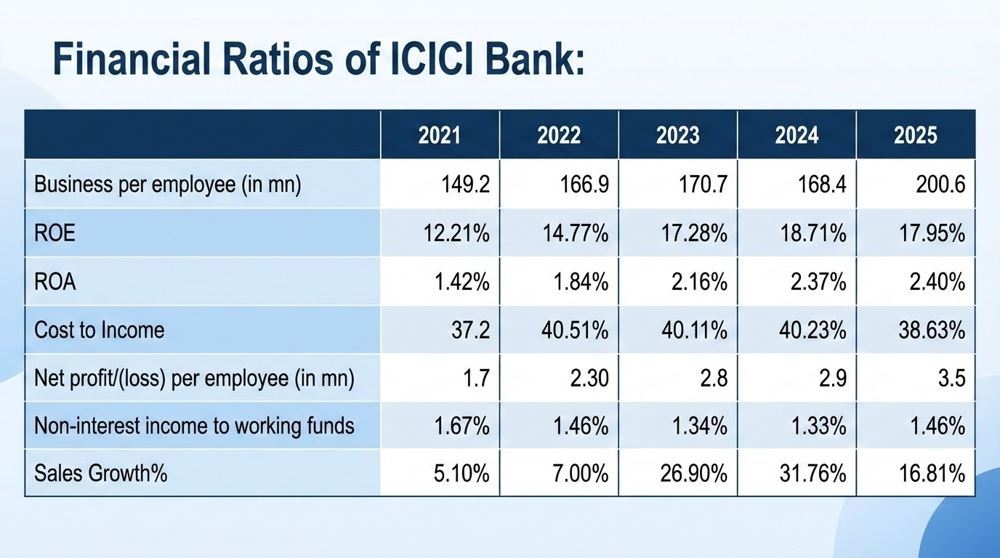 Financial Ratios of ICICI Bank:
2021 2022 2023 2024 2025
Business per employee (in mn) 149.2 166.9 170.7 168.4 200.6
ROE 12.21% 14.77% 17.28% 18.71% 17.95%
ROA 1.42% 1.84% 2.16% 2.37% 2.40%
Cost to Income 37.2 40.51% 40.11% 40.23% 38.63%
Net profit/(loss) per employee (in mn) 1.7 2.30 2.8 2.9 3.5
Non-interest income to working funds 1.67% 1.46% 1.34% 1.33% 1.46%
Sales Growth% 5.10% 7.00% 26.90% 31.76% 16.81%